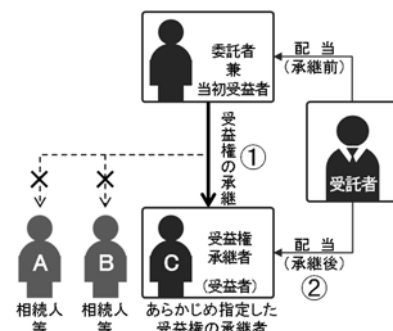 委託者
兼
当初受益者
配当
(承継前)
受託者
受益権の承継
①
配当
(承継後)
②
受益権
承継者
(受益者)
A
B
C
相続人
等
相続人
等
あらかじめ指定した
受益権の承継者